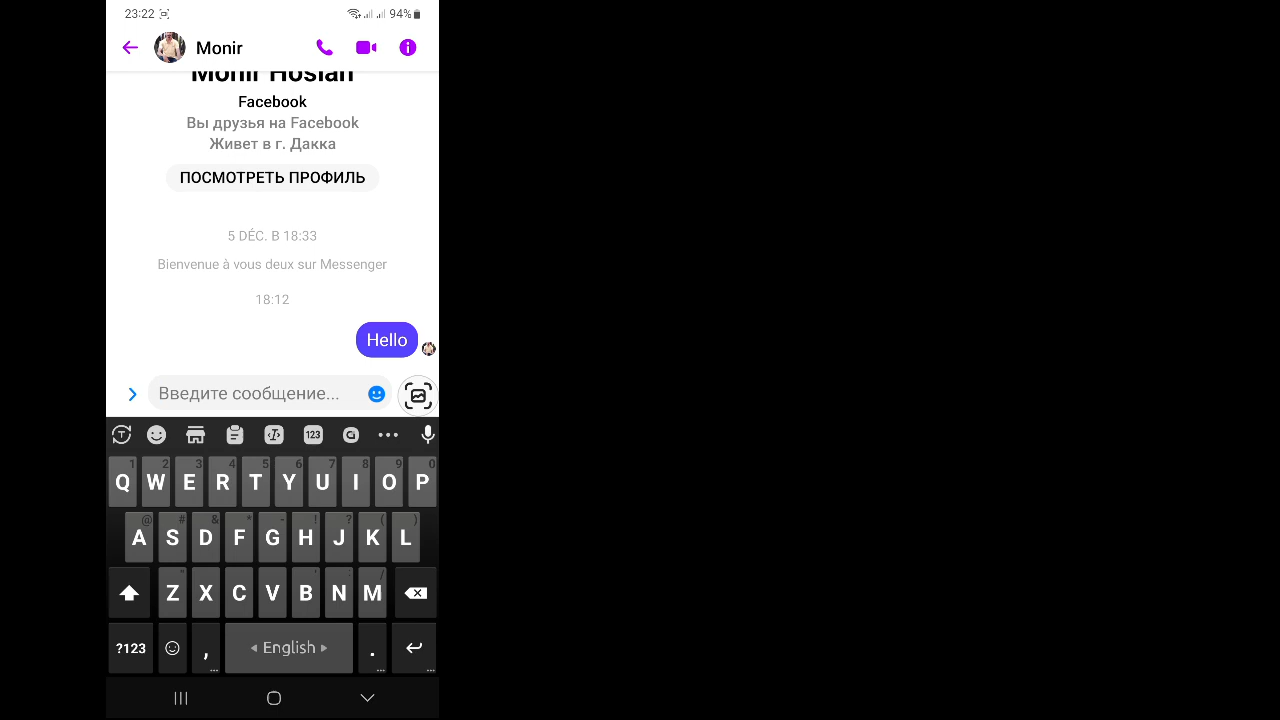 23:22 94%
Monir
Facebook
Вы друзья на Facebook
Живет в г. Дакка
ПОСМОТРЕТЬ ПРОФИЛЬ
5 DÉC. В 18:33
Bienvenue à vous deux sur Messenger
18:12
Hello
Введите сообщение...
T 123
1 2 3 4 5 6 7 8 9 0
Q W E R T Y U I O P
@ # & * - ! ? ( )
A S D F G H J K L
Z X C V B N M
?123 , English .